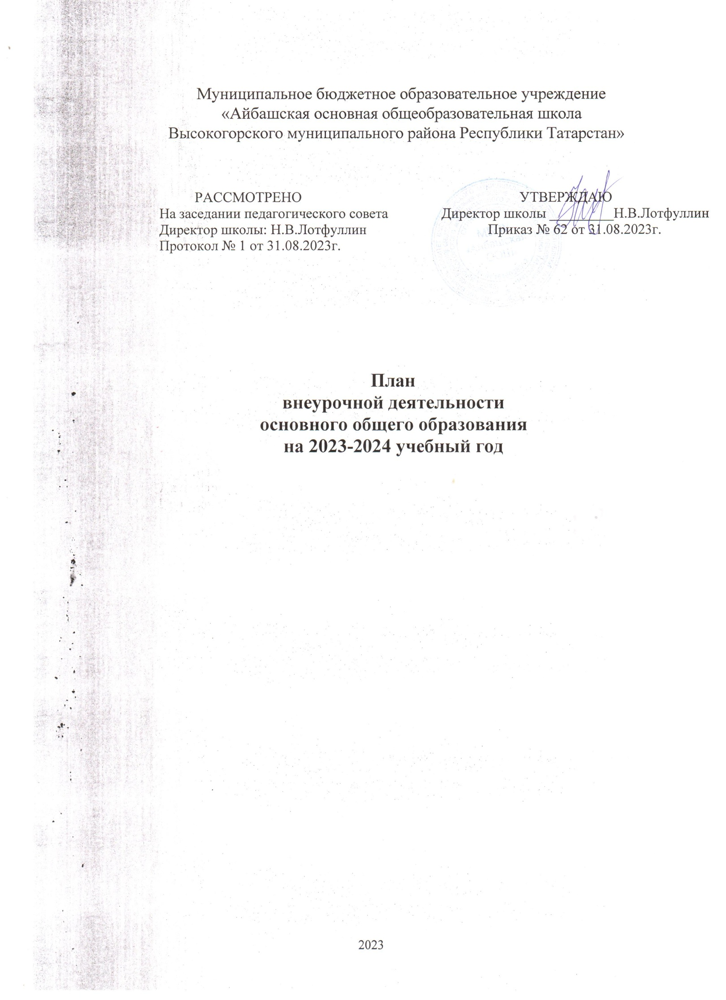 Муниципальное бюджетное образовательное учреждение
«Айбашская основная общеобразовательная школа
Высокогорского муниципального района Республики Татарстан»
РАССМОТРЕНО
На заседании педагогического совета
Директор школы: Н.В.Лотфуллин
Протокол № 1 от 31.08.2023г.
УТВЕРЖДАЮ
Директор школы _________Н.В.Лотфуллин
Приказ № 62 от 31.08.2023г.
План
внеурочной деятельности
основного общего образования
на 2023-2024 учебный год
2023